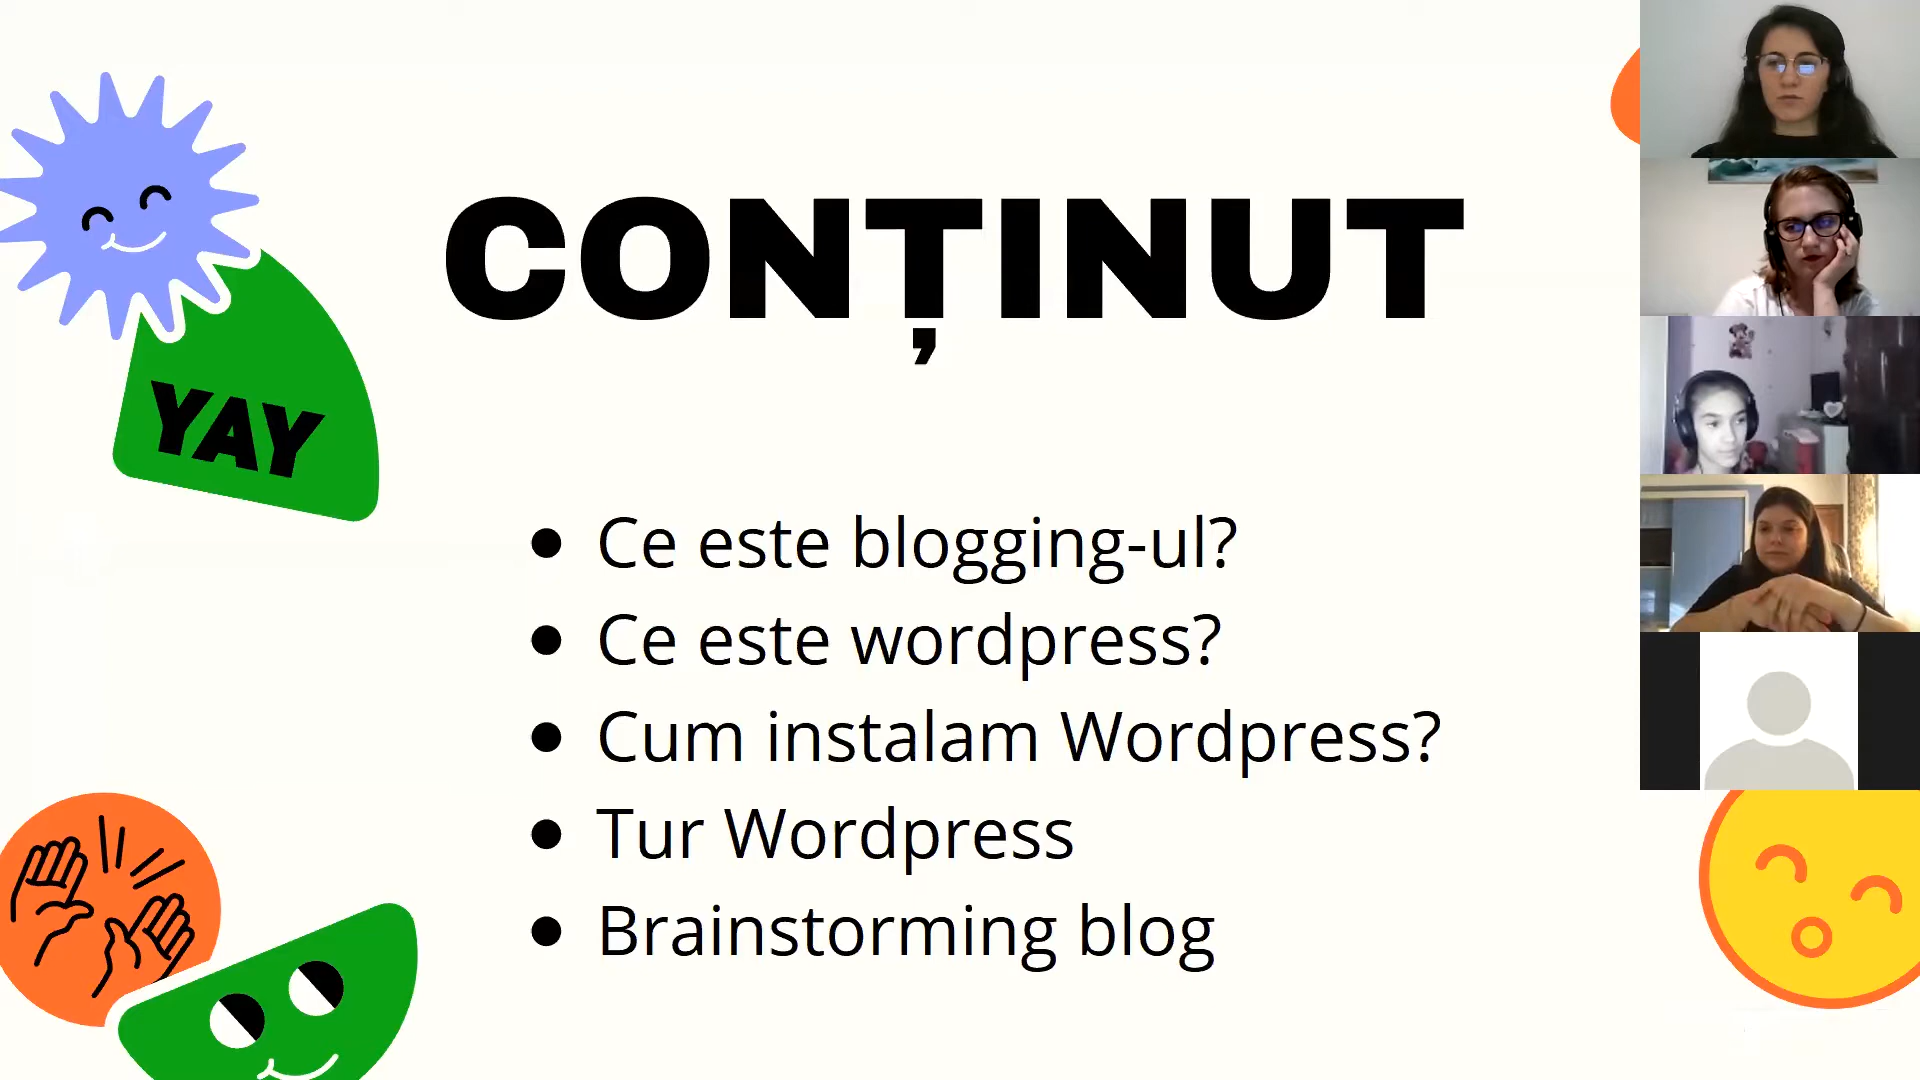 CONȚINUT
YAY
Ce este blogging-ul?
Ce este wordpress?
Cum instalam Wordpress?
Tur Wordpress
Brainstorming blog